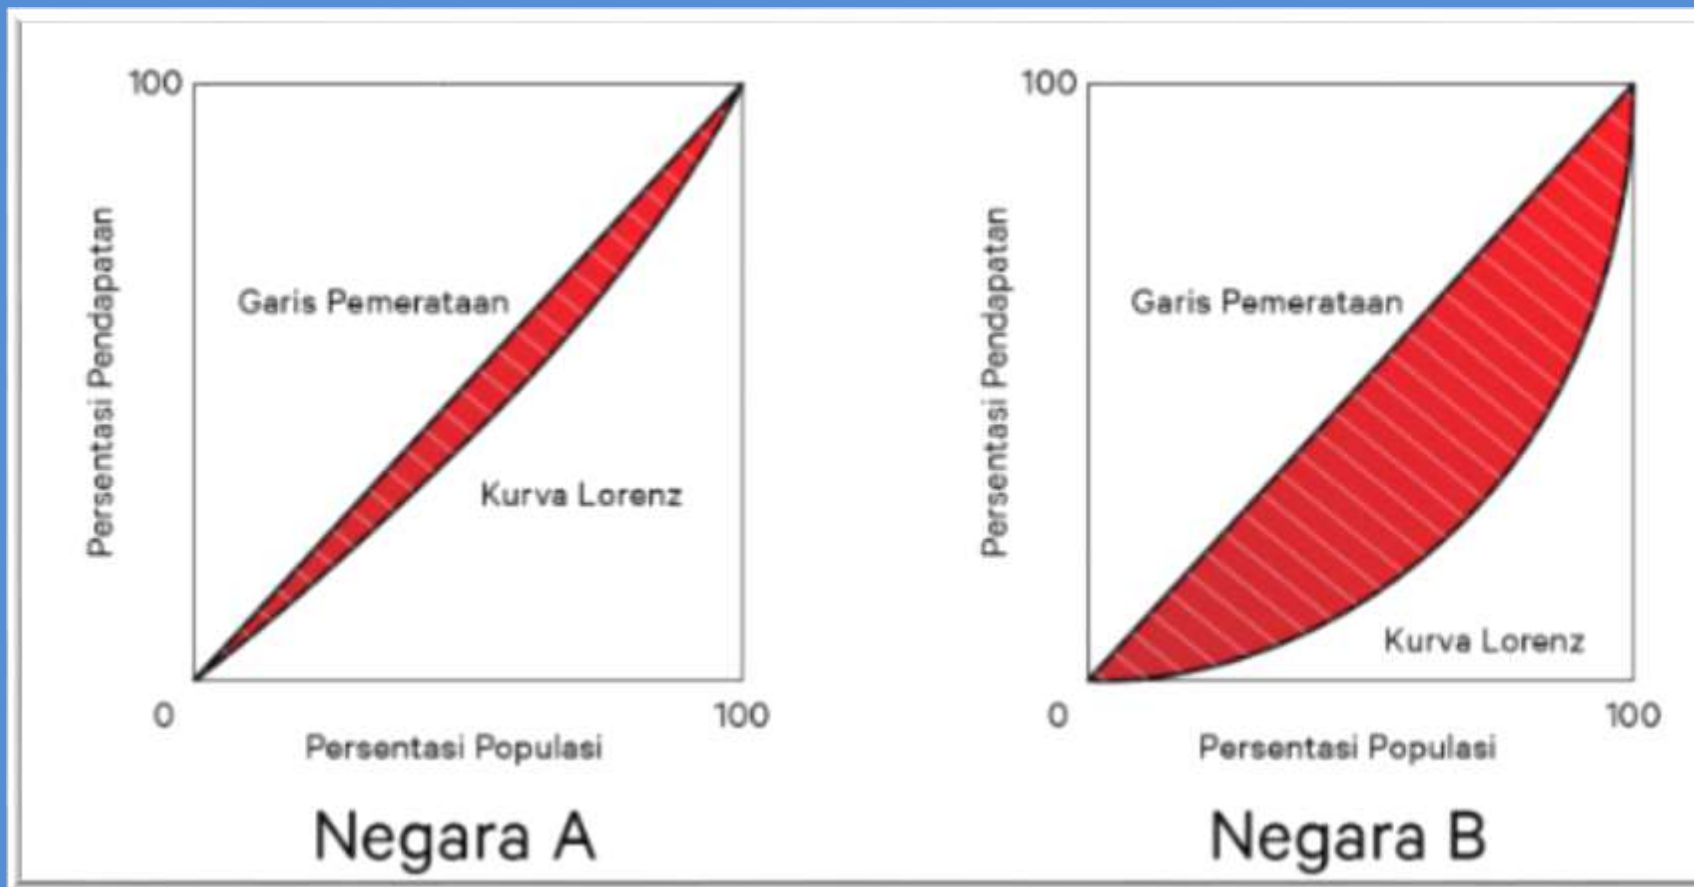 100
Persentasi Pendapatan
Garis Pemerataan
Kurva Lorenz
0
100
Persentasi Populasi
Negara A
100
Persentasi Pendapatan
Garis Pemerataan
Kurva Lorenz
0
100
Persentasi Populasi
Negara B